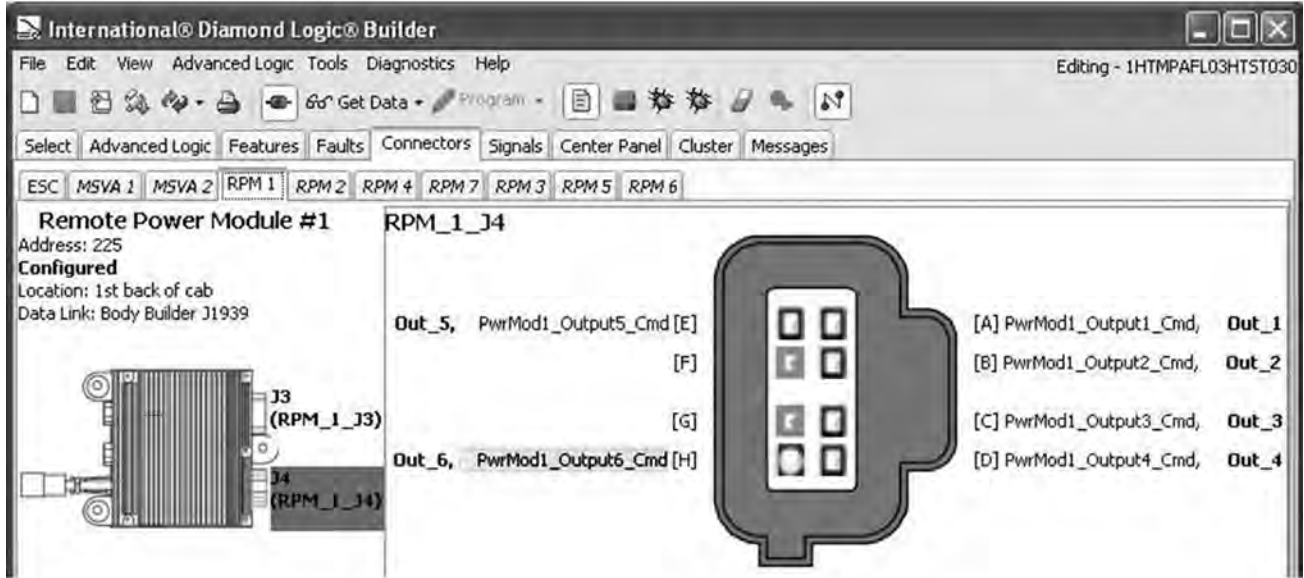 International® Diamond Logic® Builder
File Edit View Advanced Logic Tools Diagnostics Help
Editing - 1HTMPAFL03HTST030
Get Data Program
Select Advanced Logic Features Faults Connectors Signals Center Panel Cluster Messages
ESC MSVA 1 MSVA 2 RPM 1 RPM 2 RPM 4 RPM 7 RPM 3 RPM 5 RPM 6
Remote Power Module #1
Address: 225
Configured
Location: 1st back of cab
Data Link: Body Builder J1939
J3
(RPM_1_J3)
J4
(RPM_1_J4)
RPM_1_J4
Out_5, PwrMod1_Output5_Cmd [E]
[F]
[G]
Out_6, PwrMod1_Output6_Cmd [H]
[A] PwrMod1_Output1_Cmd, Out_1
[B] PwrMod1_Output2_Cmd, Out_2
[C] PwrMod1_Output3_Cmd, Out_3
[D] PwrMod1_Output4_Cmd, Out_4